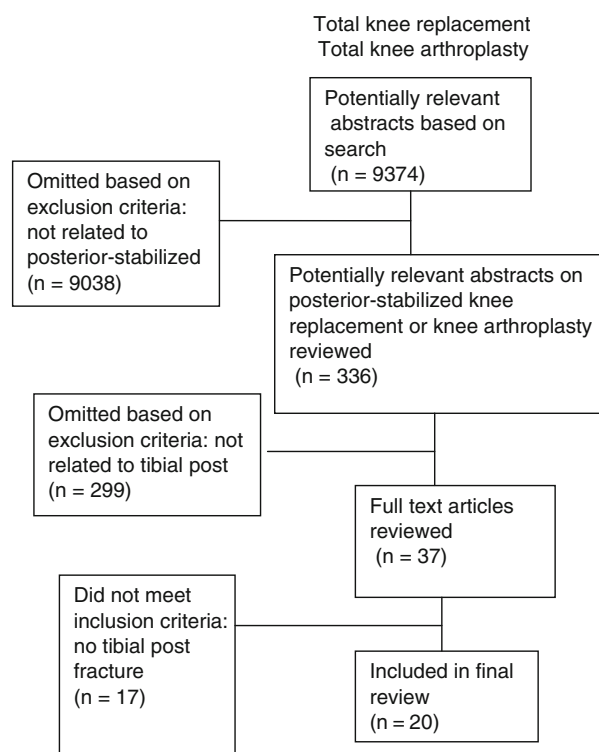 Total knee replacement
Total knee arthroplasty
Potentially relevant
abstracts based on
search
(n = 9374)
Omitted based on
exclusion criteria:
not related to
posterior-stabilized
(n = 9038)
Potentially relevant abstracts on
posterior-stabilized knee
replacement or knee arthroplasty
reviewed
(n = 336)
Omitted based on
exclusion criteria: not
related to tibial post
(n = 299)
Full text articles
reviewed
(n = 37)
Did not meet
inclusion criteria:
no tibial post
fracture
(n = 17)
Included in final
review
(n = 20)